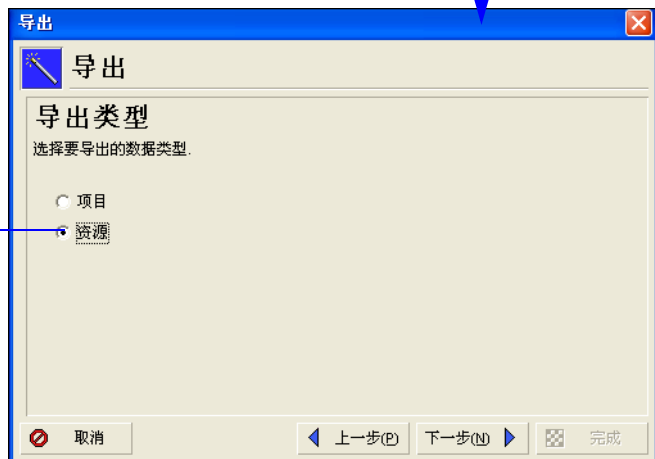 导出
导出
导出类型
选择要导出的数据类型.
项目
资源
取消
上一步(P)
下一步(N)
完成